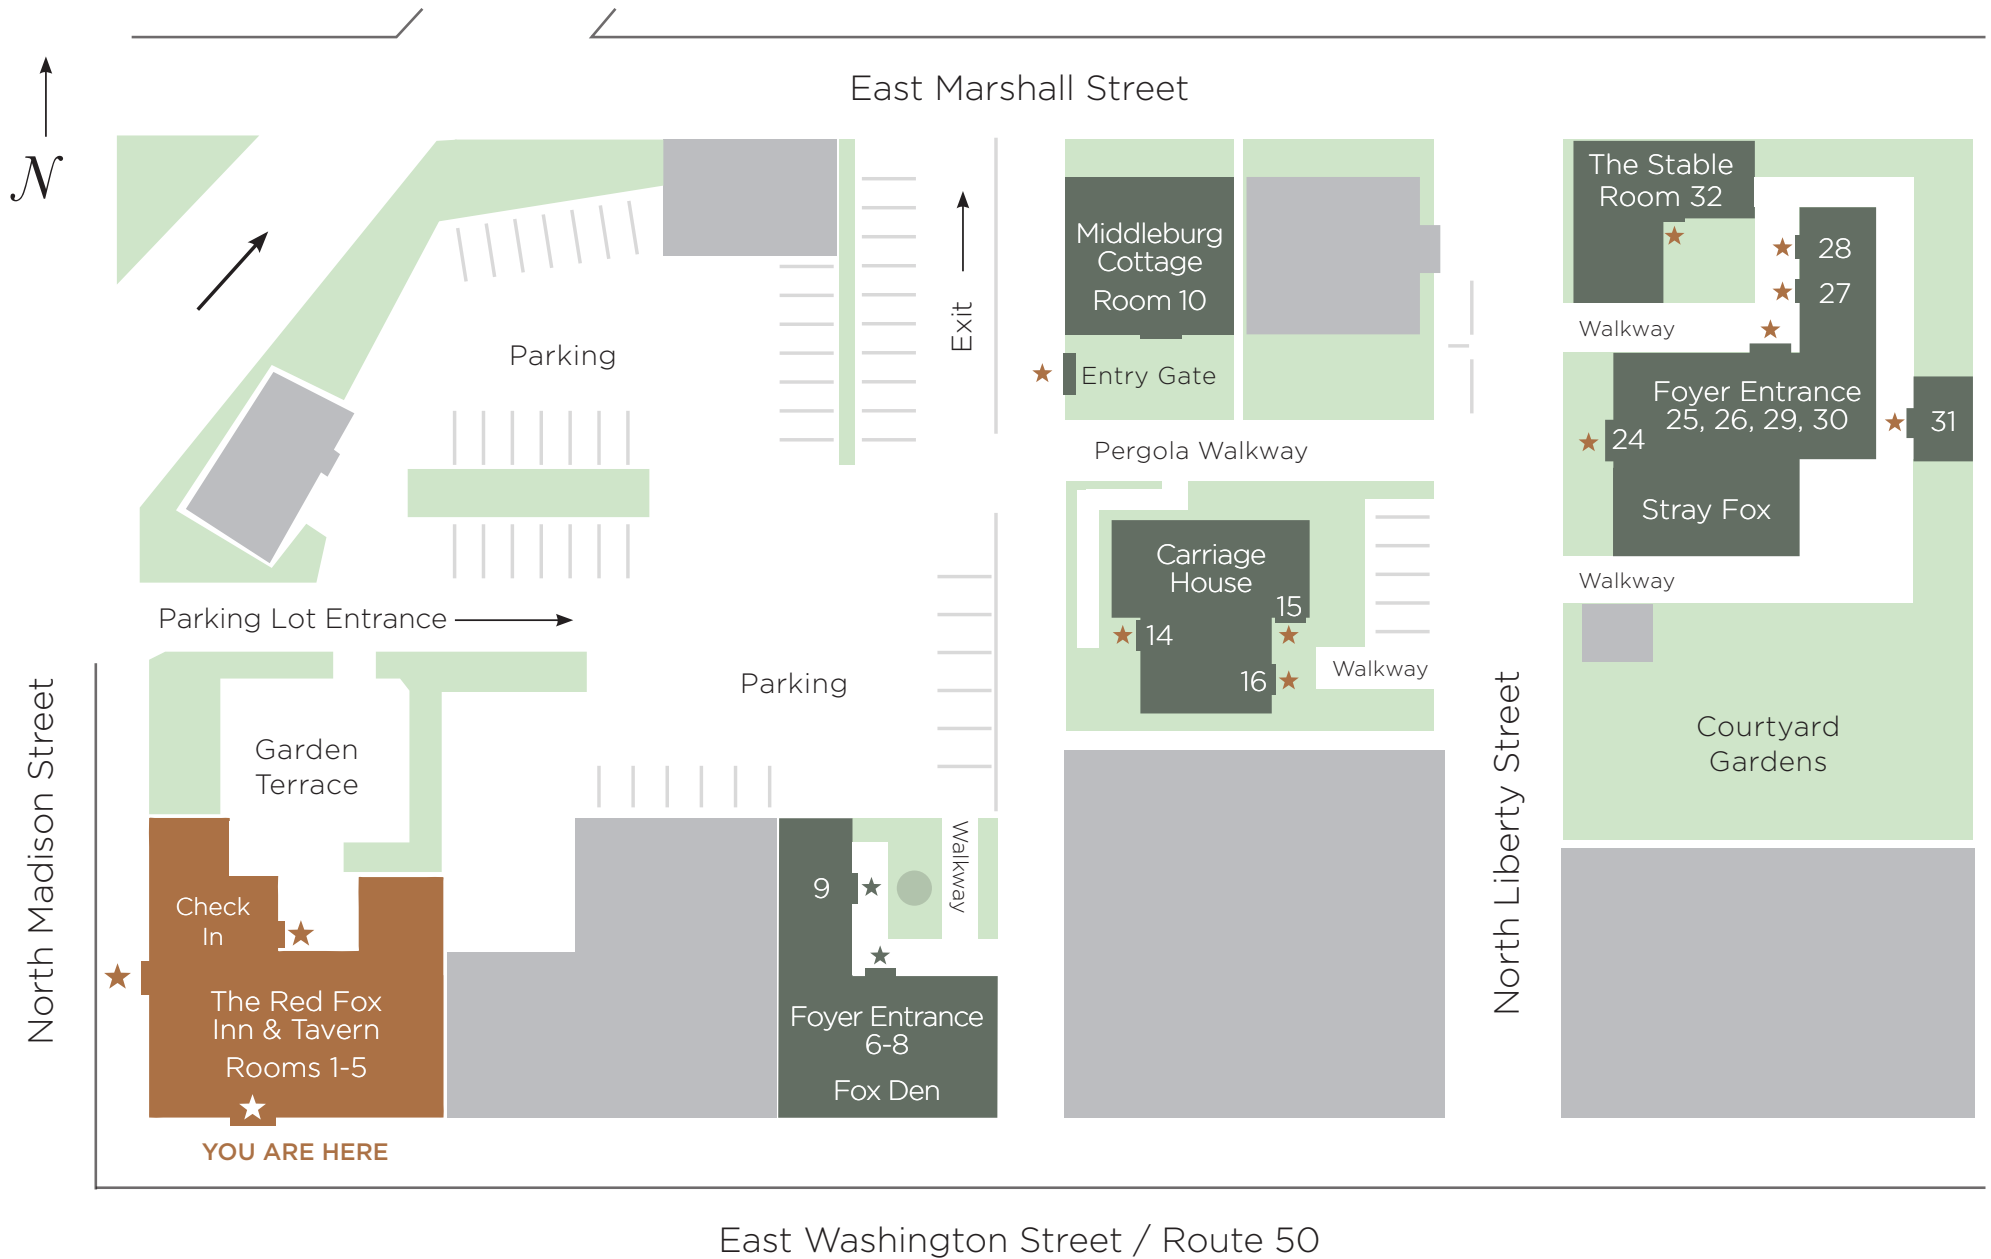 East Marshall Street
N
The Stable
Room 32
Middleburg
Cottage
Room 10
28
27
Exit
Walkway
Parking
Entry Gate
Foyer Entrance
25, 26, 29, 30
24
31
Pergola Walkway
Stray Fox
Carriage
House
15
14
16
Walkway
Walkway
Parking Lot Entrance
Parking
North Madison Street
Garden
Terrace
North Liberty Street
Courtyard
Gardens
Walkway
9
Check
In
The Red Fox
Inn & Tavern
Rooms 1-5
Foyer Entrance
6-8
Fox Den
YOU ARE HERE
East Washington Street / Route 50